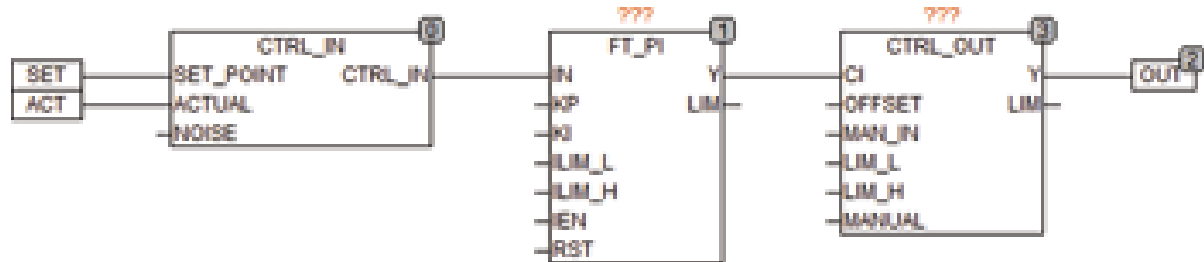 ??? ???
0 1 3
CTRL_IN FT_PI CTRL_OUT
2
SET SET_POINT CTRL_IN IN Y CI Y OUT
ACT ACTUAL KP LIM OFFSET LIM
NOISE KI MAN_IN
ILIM_L LIM_L
ILIM_H LIM_H
IEN MANUAL
RST